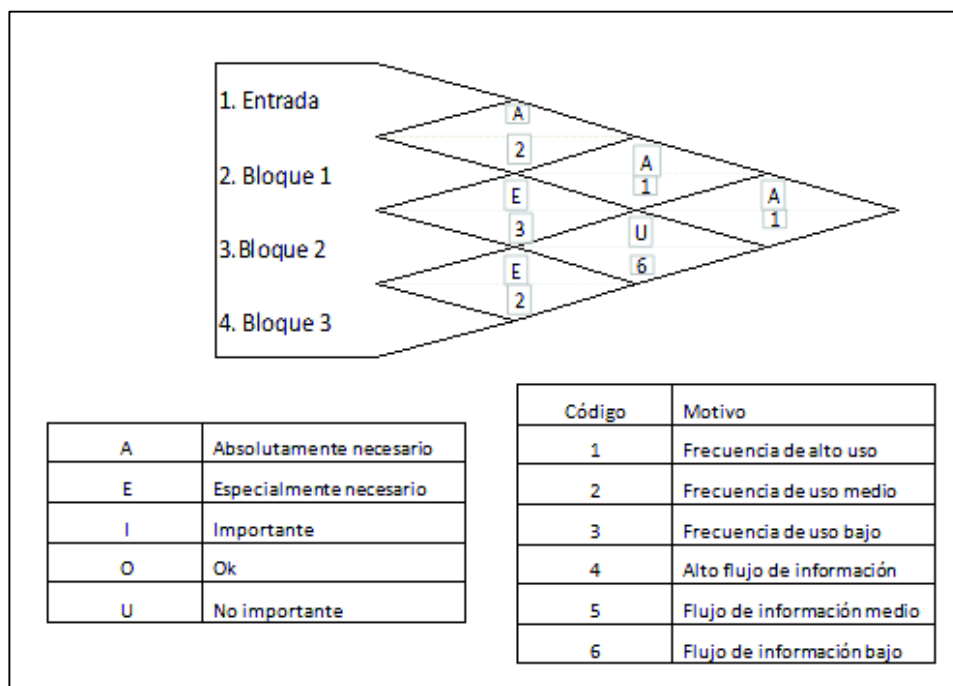 1. Entrada
A
2
2. Bloque 1
A
1
E
3
A
1
3.Bloque 2
U
6
E
2
4. Bloque 3
A Absolutamente necesario
E Especialmente necesario
I Importante
O Ok
U No importante
Código Motivo
1 Frecuencia de alto uso
2 Frecuencia de uso medio
3 Frecuencia de uso bajo
4 Alto flujo de información
5 Flujo de información medio
6 Flujo de información bajo